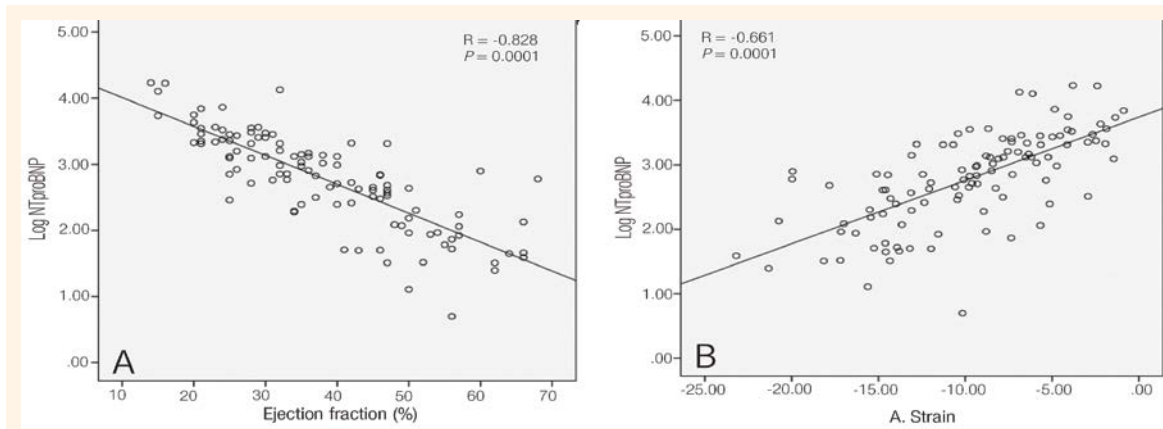 R = -0.828
P = 0.0001
5.00
4.00
3.00
2.00
1.00
.00
Log NTproBNP
A
10 20 30 40 50 60 70
Ejection fraction (%)
R = -0.661
P = 0.0001
5.00
4.00
3.00
2.00
1.00
.00
Log NTproBNP
B
-25.00 -20.00 -15.00 -10.00 -5.00 .00
A. Strain